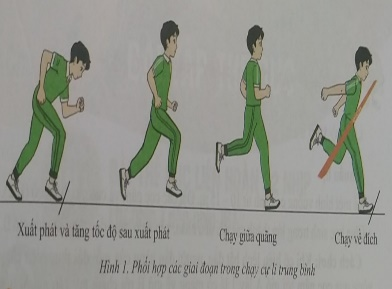 Xuất phát và tăng tốc độ sau xuất phát
Chạy giữa quãng
Chạy về đích
Hình 1. Phối hợp các giai đoạn trong chạy cự li trung bình